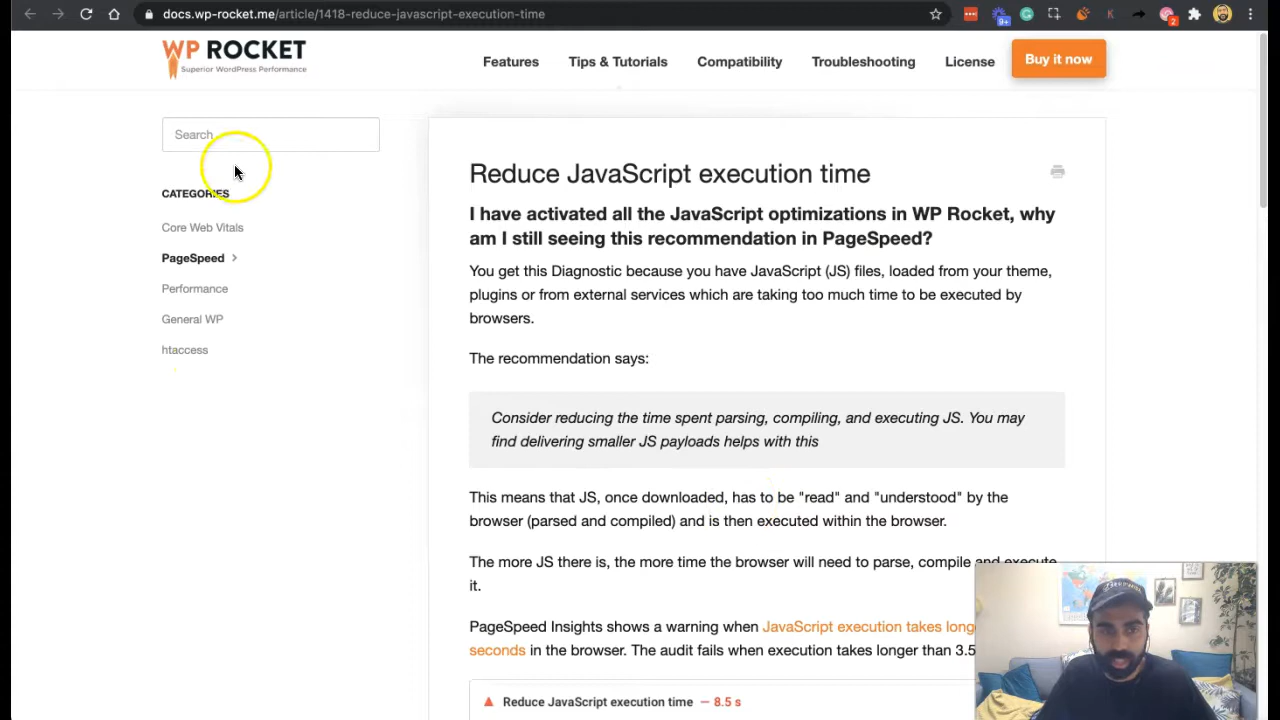 docs.wp-rocket.me/article/1418-reduce-javascript-execution-time
9+
2
WP ROCKET
Superior WordPress Performance
Features
Tips & Tutorials
Compatibility
Troubleshooting
License
Buy it now
Search
CATEGORIES
Core Web Vitals
PageSpeed
Performance
General WP
htaccess
Reduce JavaScript execution time
I have activated all the JavaScript optimizations in WP Rocket, why
am I still seeing this recommendation in PageSpeed?
You get this Diagnostic because you have JavaScript (JS) files, loaded from your theme,
plugins or from external services which are taking too much time to be executed by
browsers.
The recommendation says:
Consider reducing the time spent parsing, compiling, and executing JS. You may
find delivering smaller JS payloads helps with this
This means that JS, once downloaded, has to be "read" and "understood" by the
browser (parsed and compiled) and is then executed within the browser.
The more JS there is, the more time the browser will need to parse, compile and execute
it.
PageSpeed Insights shows a warning when JavaScript execution takes long
seconds in the browser. The audit fails when execution takes longer than 3.5
Reduce JavaScript execution time — 8.5 s